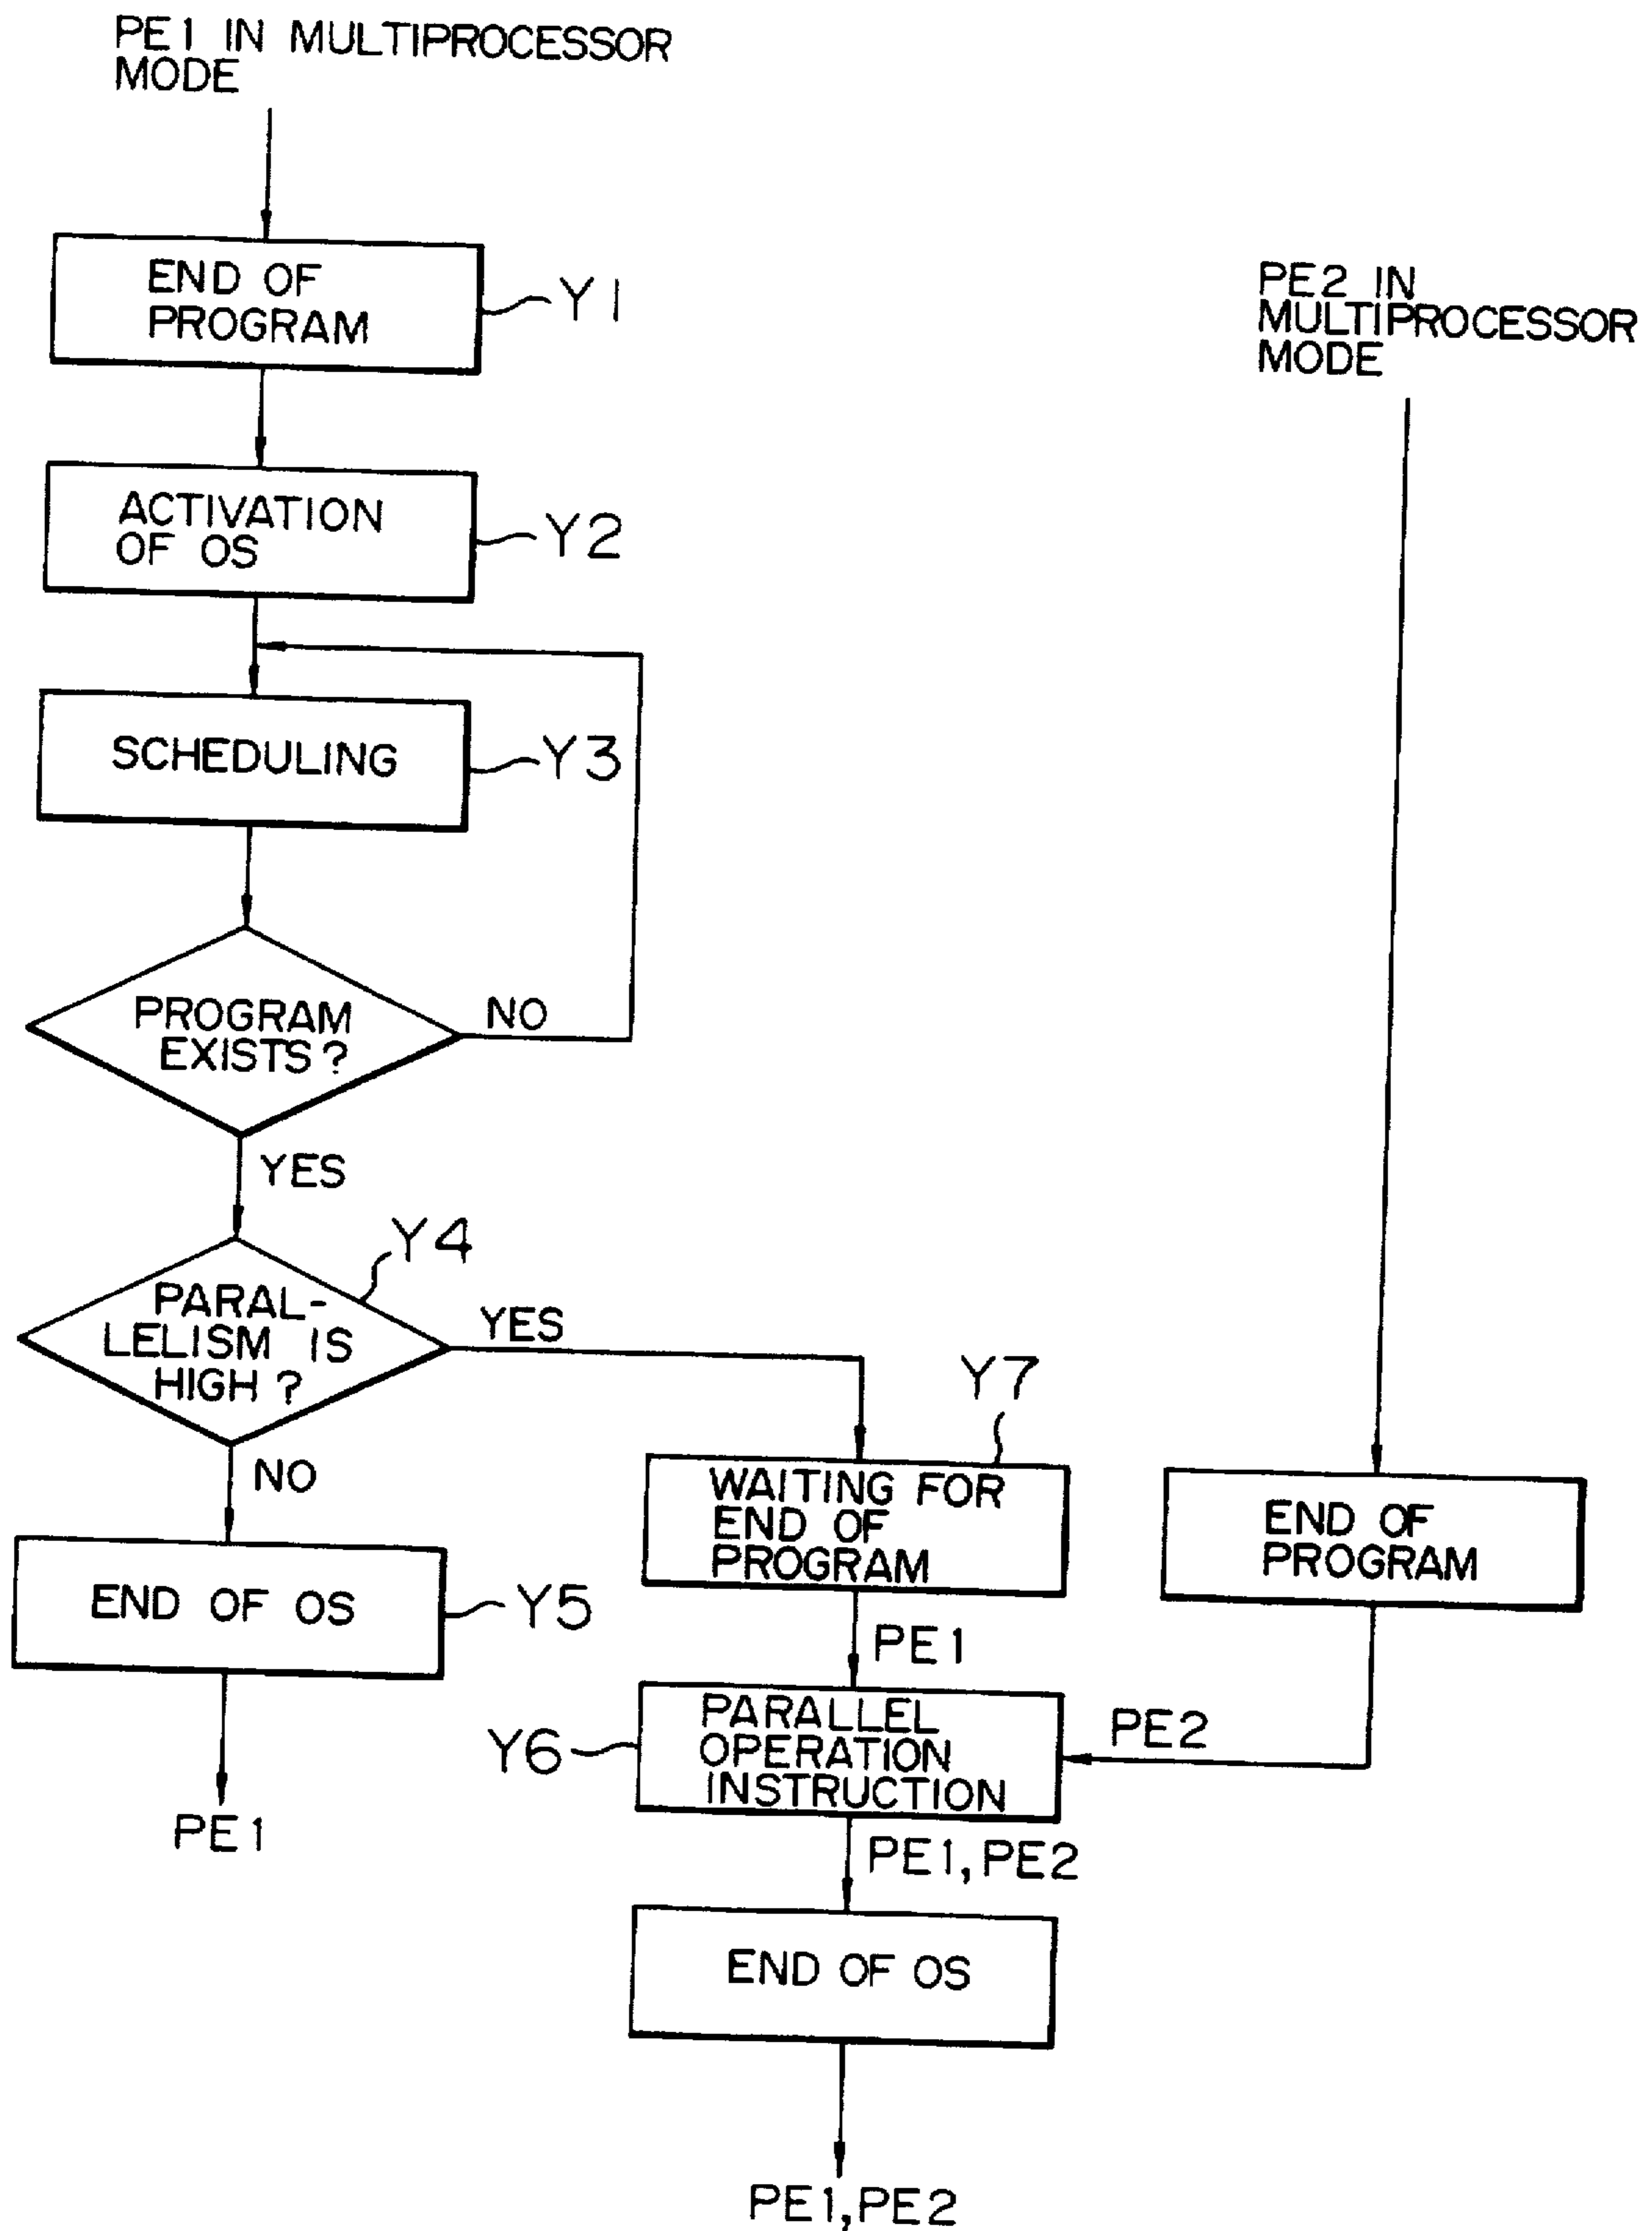 PE1 IN MULTIPROCESSOR
MODE
END OF
PROGRAM
Y1
PE2 IN
MULTIPROCESSOR
MODE
ACTIVATION
OF OS
Y2
SCHEDULING
Y3
PROGRAM
EXISTS?
NO
YES
Y4
PARAL-
LELISM IS
HIGH?
YES
NO
Y7
WAITING FOR
END OF
PROGRAM
END OF
PROGRAM
END OF OS
Y5
PE1
PE1
Y6
PARALLEL
OPERATION
INSTRUCTION
PE2
PE1,PE2
END OF OS
PE1,PE2